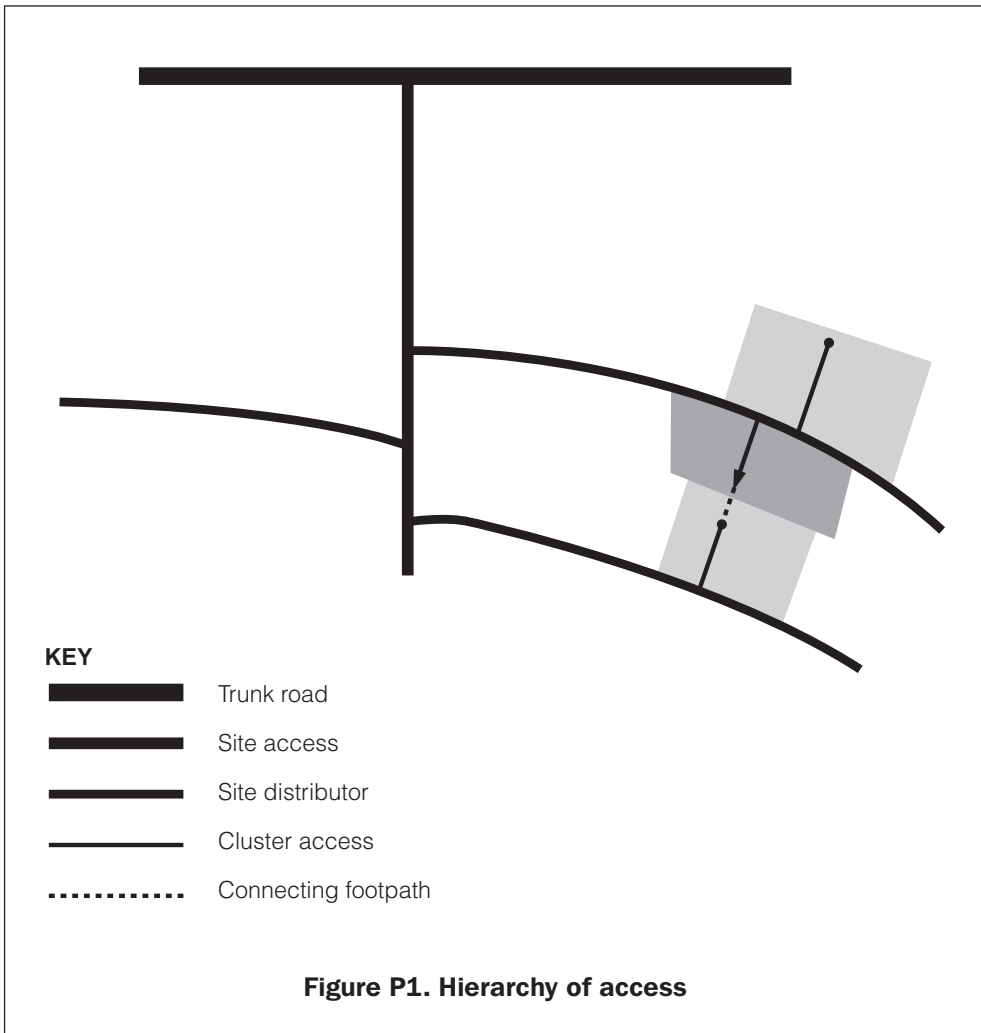 KEY
Trunk road
Site access
Site distributor
Cluster access
Connecting footpath
Figure P1. Hierarchy of access